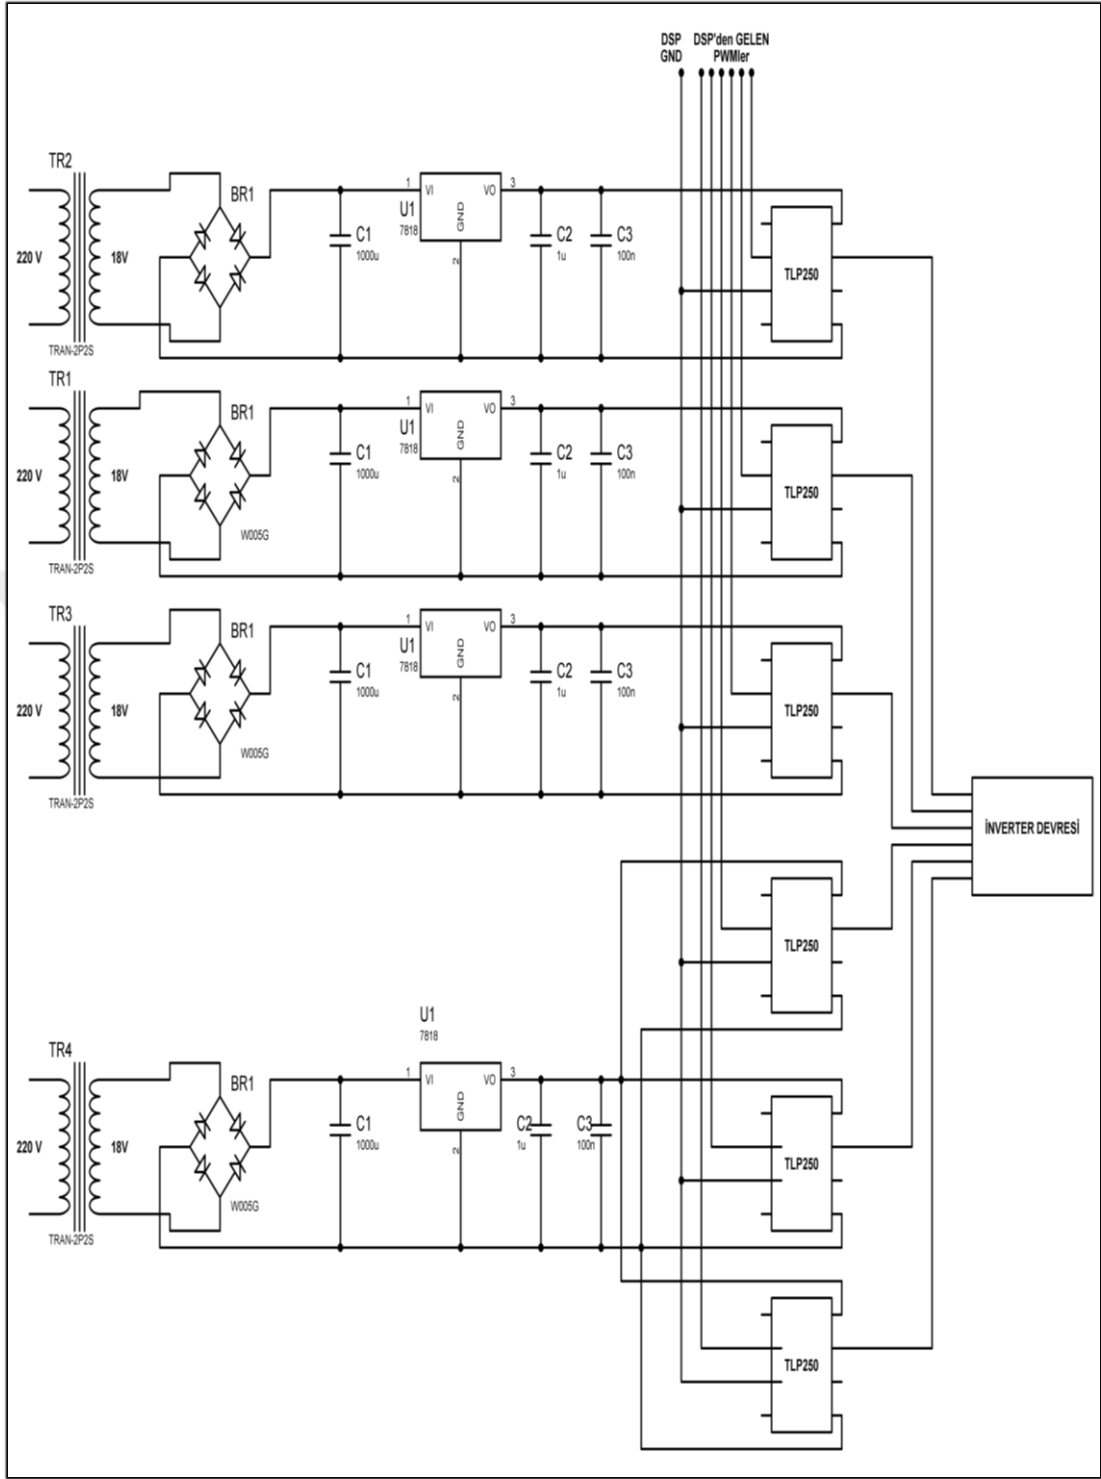 DSP GND
DSP'den GELEN PWMler
TR2
220 V
18V
TRAN-2P2S
BR1
C1
1000u
1
VI
VO
3
U1
7818
GND
2
C2
1u
C3
100n
TLP250
TR1
220 V
18V
TRAN-2P2S
BR1
W005G
C1
1000u
1
VI
VO
3
U1
7818
GND
2
C2
1u
C3
100n
TLP250
TR3
220 V
18V
TRAN-2P2S
BR1
W005G
C1
1000u
1
VI
VO
3
U1
7818
GND
2
C2
1u
C3
100n
TLP250
İNVERTER DEVRESİ
TLP250
U1
7818
TR4
220 V
18V
TRAN-2P2S
BR1
W005G
C1
1000u
1
VI
VO
3
GND
2
C2
1u
C3
100n
TLP250
TLP250